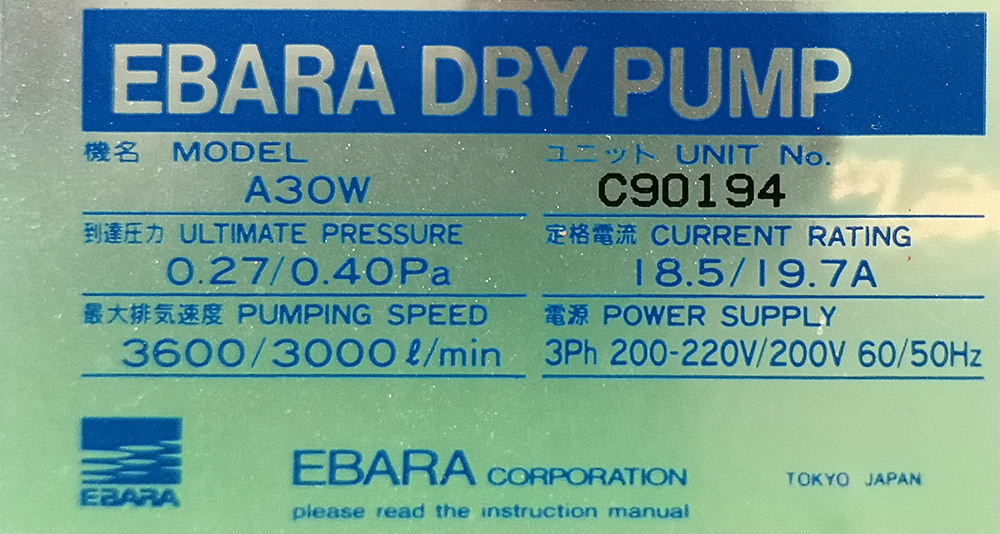 EBARA DRY PUMP
機名 MODEL
A30W
ユニット UNIT No.
C90194
到達圧力 ULTIMATE PRESSURE
0.27/0.40Pa
定格電流 CURRENT RATING
18.5/19.7A
最大排気速度 PUMPING SPEED
3600/3000ℓ/min
電源 POWER SUPPLY
3Ph 200-220V/200V 60/50Hz
EBARA
EBARA CORPORATION
TOKYO JAPAN
please read the instruction manual